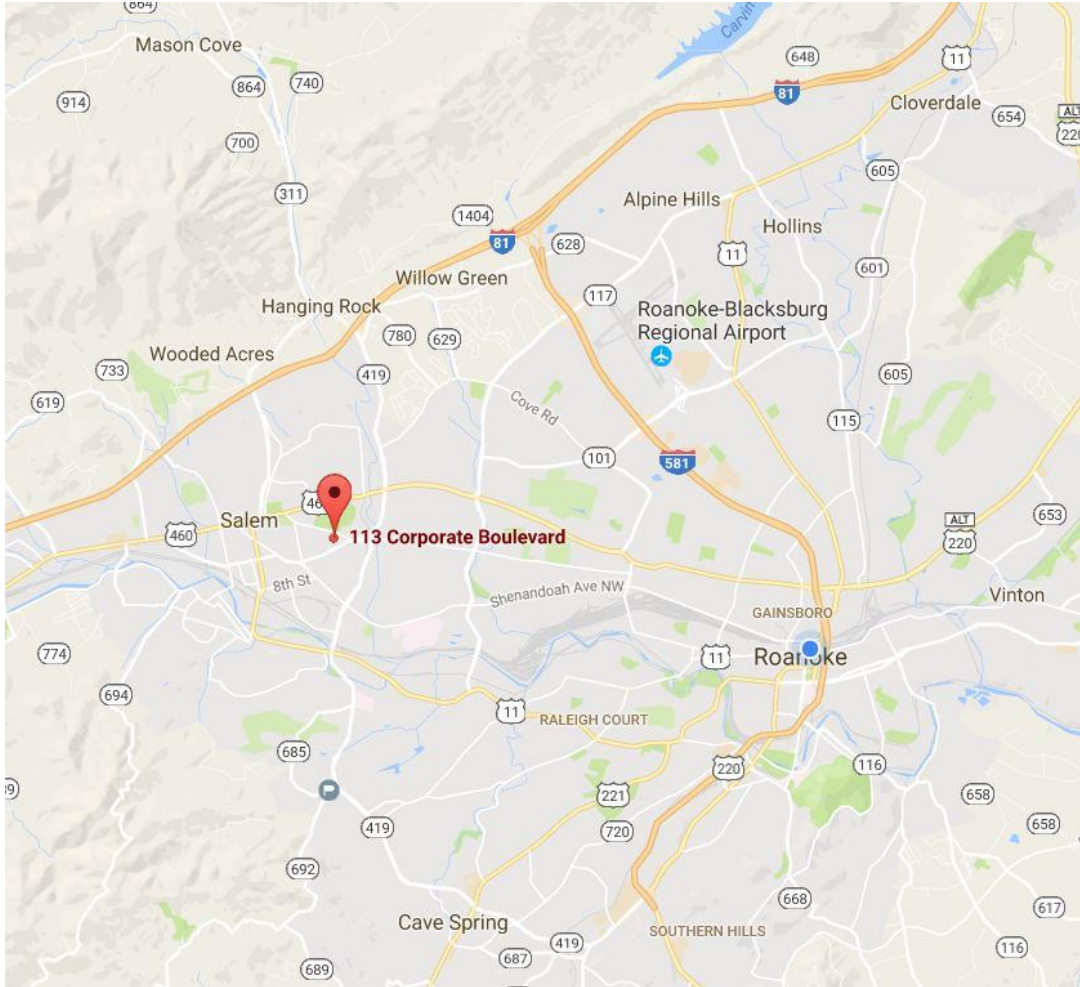 864
Mason Cove
648
11
81
864
740
Cloverdale
914
654
ALT
220
700
605
311
Alpine Hills
1404
Hollins
81
628
11
Willow Green
601
117
Hanging Rock
Roanoke-Blacksburg
Regional Airport
780
629
Wooded Acres
733
419
605
619
Cove Rd
115
101
581
460
653
Salem
ALT
460
113 Corporate Boulevard
220
8th St
Shenandoah Ave NW
Vinton
GAINSBORO
774
11
Roanoke
694
11
RALEIGH COURT
685
220
116
221
658
419
720
658
692
668
617
Cave Spring
SOUTHERN HILLS
419
116
687
689